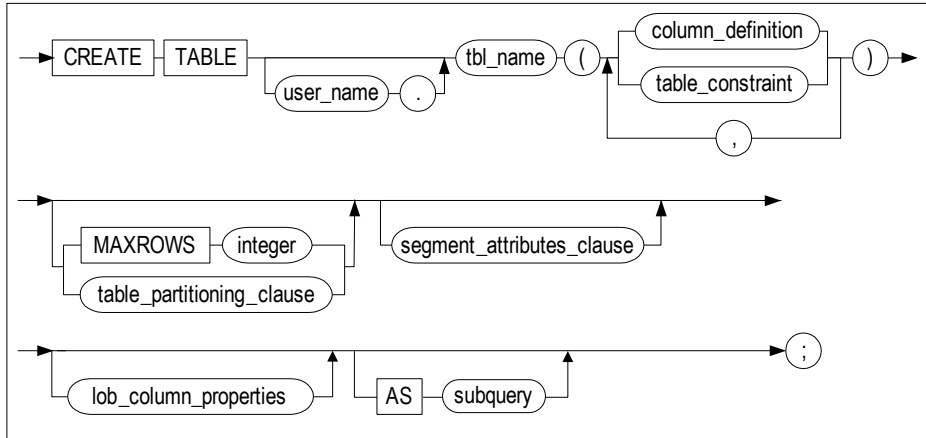 CREATE TABLE user_name . tbl_name ( column_definition table_constraint , )
MAXROWS integer table_partitioning_clause segment_attributes_clause
lob_column_properties AS subquery ;